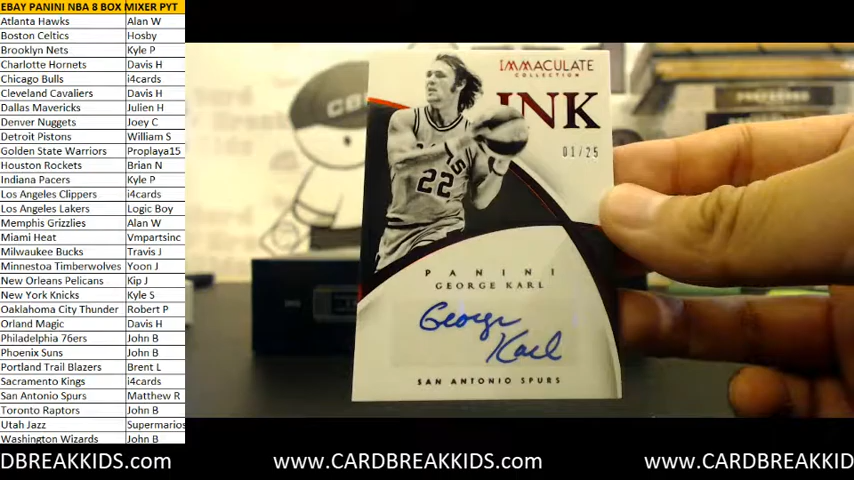 EBAY PANINI NBA 8 BOX MIXER PYT
Atlanta Hawks Alan W
Boston Celtics Hosby
Brooklyn Nets Kyle P
Charlotte Hornets Davis H
Chicago Bulls i4cards
Cleveland Cavaliers Davis H
Dallas Mavericks Julien H
Denver Nuggets Joey C
Detroit Pistons William S
Golden State Warriors Proplaya15
Houston Rockets Brian N
Indiana Pacers Kyle P
Los Angeles Clippers i4cards
Los Angeles Lakers Logic Boy
Memphis Grizzlies Alan W
Miami Heat Vmpartsinc
Milwaukee Bucks Travis J
Minnestoa Timberwolves Yoon J
New Orleans Pelicans Kip J
New York Knicks Kyle S
Oaklahoma City Thunder Robert P
Orland Magic Davis H
Philadelphia 76ers John B
Phoenix Suns John B
Portland Trail Blazers Brent L
Sacramento Kings i4cards
San Antonio Spurs Matthew R
Toronto Raptors John B
Utah Jazz Supermarios
Washington Wizards John B
IMMACULATE
COLLECTION
INK
01/25
SPURS
22
PANINI
GEORGE KARL
George
Karl
SAN ANTONIO SPURS
DBREAKKIDS.com www.CARDBREAKKIDS.com www.CARDBREAKKID